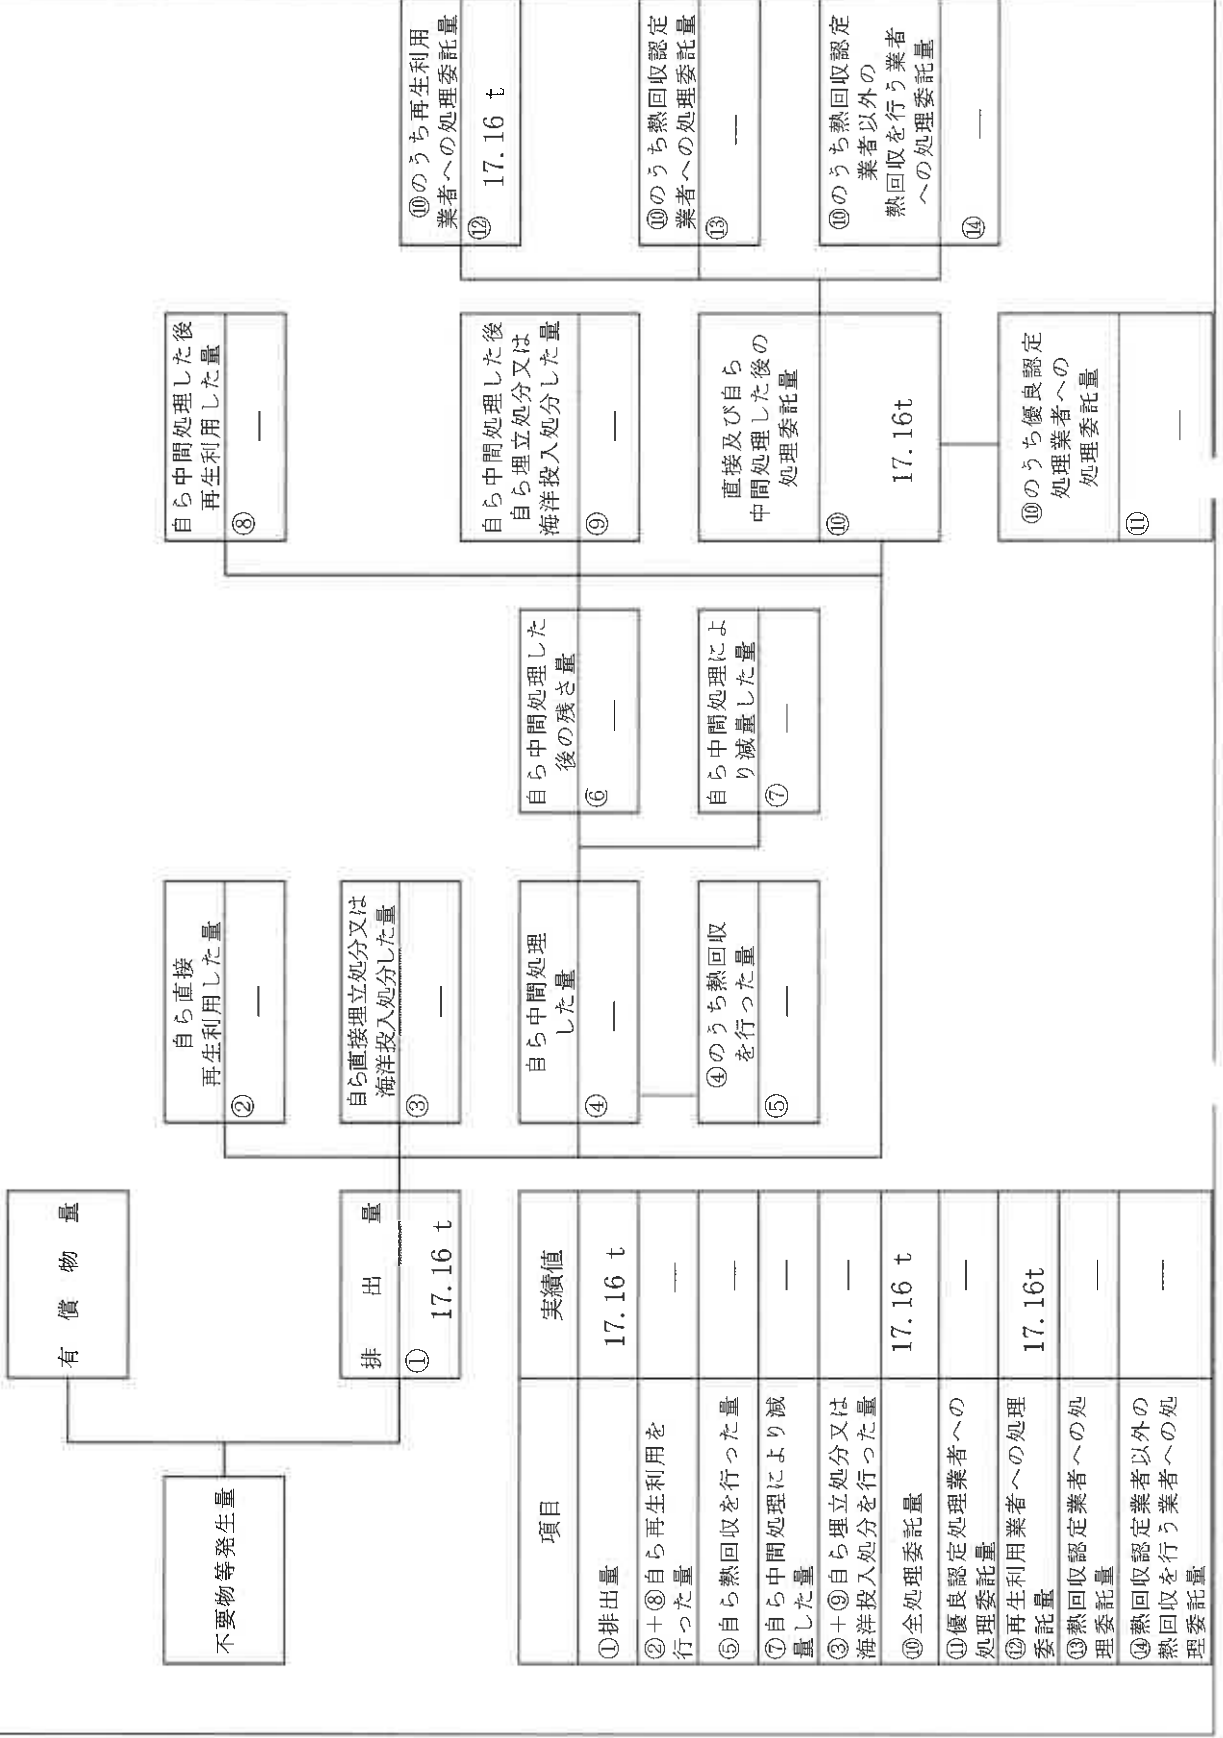 有償物量
不要物等発生量
排出量
①
17.16 t
自ら直接
再生利用した量
②
—
自ら直接埋立処分又は
海洋投入処分した量
③
—
自ら中間処理
した量
④
—
④のうち熱回収
を行った量
⑤
—
自ら中間処理した
後の残さ量
⑥
—
自ら中間処理によ
り減量した量
⑦
—
自ら中間処理した後
再生利用した量
⑧
—
自ら中間処理した後
自ら埋立処分又は
海洋投入処分した量
⑨
—
直接及び自ら
中間処理した後の
処理委託量
⑩
17.16t
⑩のうち優良認定
処理業者への
処理委託量
⑪
—
⑩のうち再生利用
業者への処理委託量
⑫
17.16 t
⑩のうち熱回収認定
業者への処理委託量
⑬
—
⑩のうち熱回収認定
業者以外の
熱回収を行う業者
への処理委託量
⑭
—
項目 実績値
①排出量 17.16 t
②+⑧自ら再生利用を
行った量 —
⑤自ら熱回収を行った量 —
⑦自ら中間処理により減
量した量 —
③+⑨自ら埋立処分又は
海洋投入処分を行った量 —
⑩全処理委託量 17.16 t
⑪優良認定処理業者への
処理委託量 —
⑫再生利用業者への処理
委託量 17.16t
⑬熱回収認定業者への処
理委託量 —
⑭熱回収認定業者以外の
熱回収を行う業者への処
理委託量 —